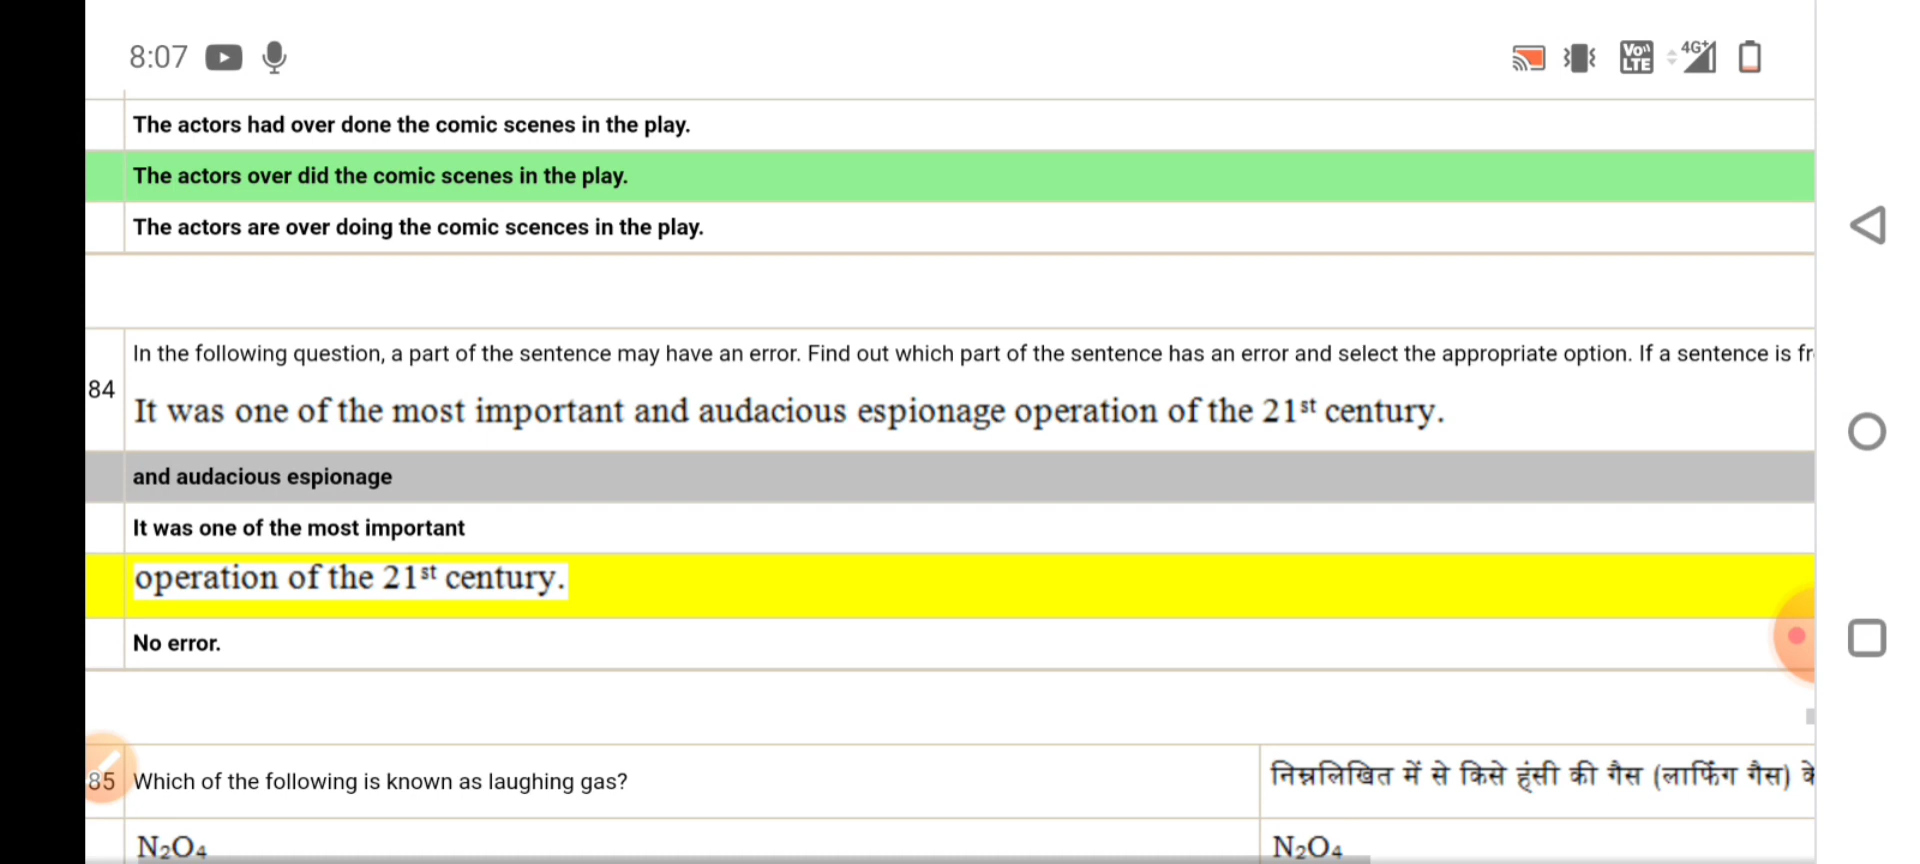 8:07
Vo LTE 4G+
The actors had over done the comic scenes in the play.
The actors over did the comic scenes in the play.
The actors are over doing the comic scences in the play.
In the following question, a part of the sentence may have an error. Find out which part of the sentence has an error and select the appropriate option. If a sentence is fr
84
It was one of the most important and audacious espionage operation of the 21st century.
and audacious espionage
It was one of the most important
operation of the 21st century.
No error.
85 Which of the following is known as laughing gas? निम्नलिखित में से किसे हंसी की गैस (लाफिंग गैस) के
N₂O₄ N₂O₄